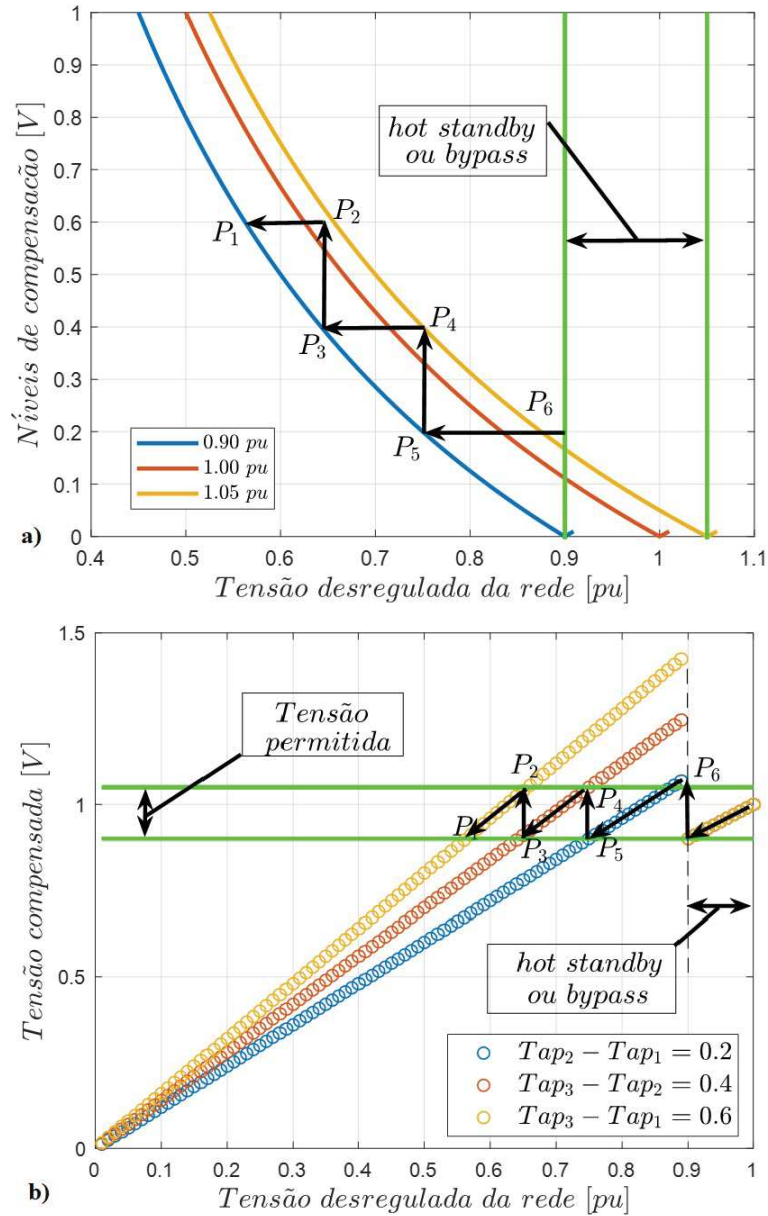 1
0.9
0.8
0.7
0.6
0.5
0.4
0.3
0.2
0.1
0
Níveis de compensacão [V]
hot standby
ou bypass
P1
P2
P3
P4
P5
P6
0.90 pu
1.00 pu
1.05 pu
a)
0.4 0.5 0.6 0.7 0.8 0.9 1 1.1
Tensão desregulada da rede [pu]
1.5
1
0.5
0
Tensão compensada [V]
Tensão
permitida
P1
P2
P3
P4
P5
P6
hot standby
ou bypass
Tap2 − Tap1 = 0.2
Tap3 − Tap2 = 0.4
Tap3 − Tap1 = 0.6
0 0.1 0.2 0.3 0.4 0.5 0.6 0.7 0.8 0.9 1
b)
Tensão desregulada da rede [pu]